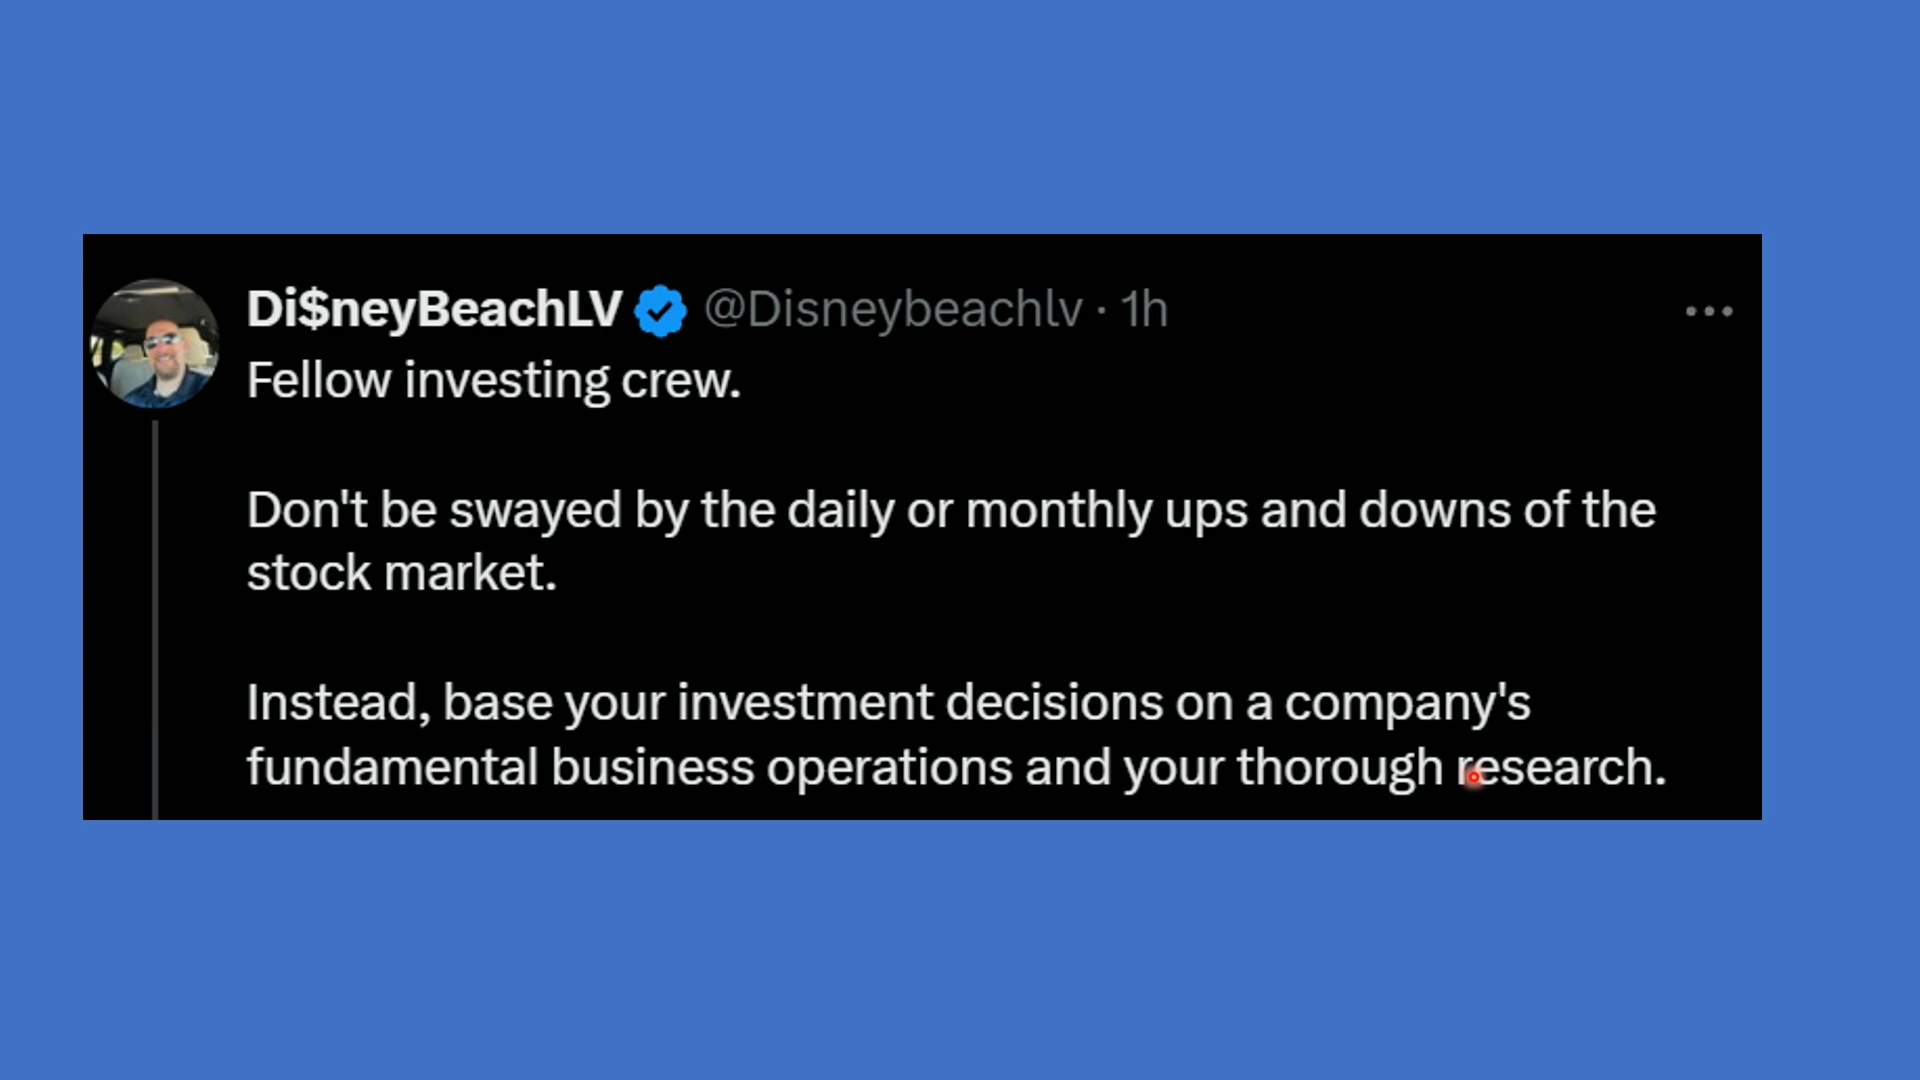 Di$neyBeachLV @Disneybeachlv · 1h
Fellow investing crew.
Don't be swayed by the daily or monthly ups and downs of the
stock market.
Instead, base your investment decisions on a company's
fundamental business operations and your thorough research.